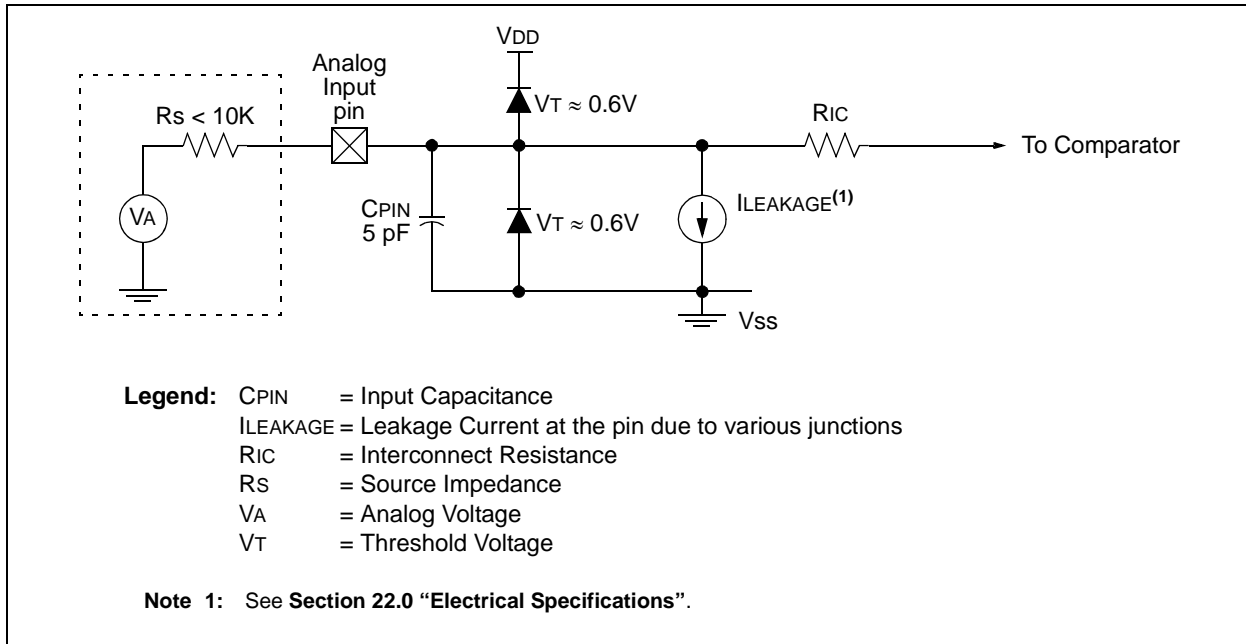 VDD
Analog
Input
pin
Rs < 10K
VT ≈ 0.6V
RIC
To Comparator
VA
CPIN
5 pF
VT ≈ 0.6V
ILEAKAGE(1)
Vss
Legend: CPIN = Input Capacitance
ILEAKAGE = Leakage Current at the pin due to various junctions
RIC = Interconnect Resistance
RS = Source Impedance
VA = Analog Voltage
VT = Threshold Voltage
Note 1: See Section 22.0 “Electrical Specifications”.